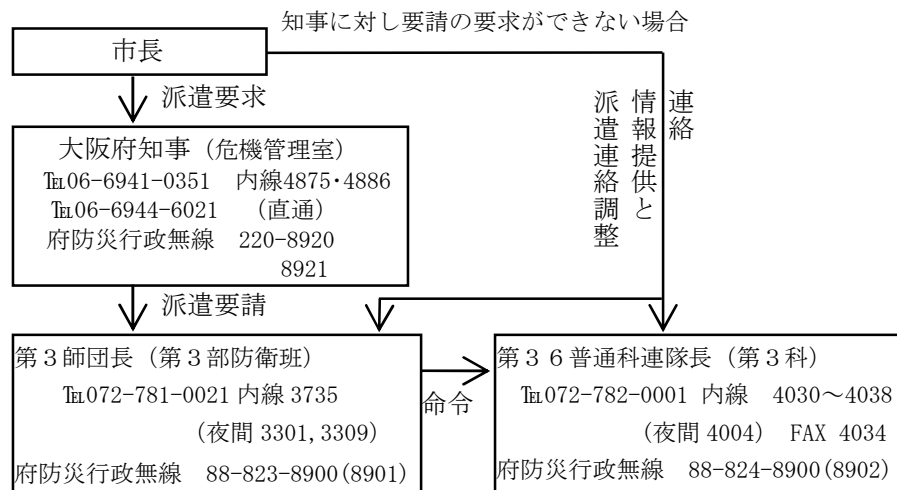 知事に対し要請の要求ができない場合
市長
派遣要求
連絡
情報提供と
派遣連絡調整
大阪府知事（危機管理室）
℡06-6941-0351　内線4875・4886
℡06-6944-6021　（直通）
府防災行政無線　220-8920
8921
派遣要請
第３師団長（第３部防衛班）
℡072-781-0021 内線 3735
（夜間 3301, 3309）
府防災行政無線　88-823-8900(8901)
命令
第３６普通科連隊長（第３科）
℡072-782-0001 内線　4030～4038
（夜間 4004）　FAX 4034
府防災行政無線　88-824-8900(8902)